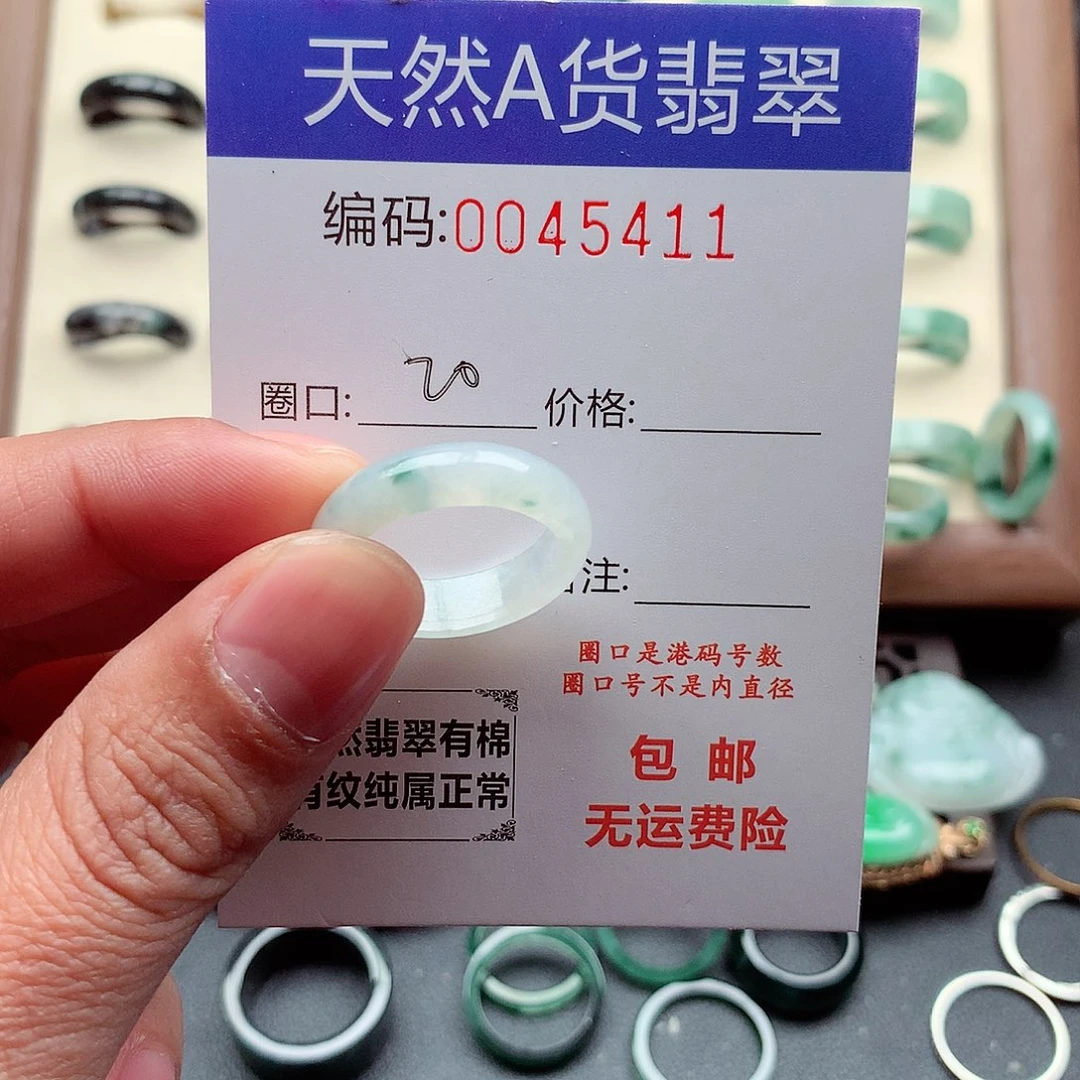 天然A货翡翠
编码:0045411
圈口: 20 价格:
注:
圈口是港码号数
圈口号不是内直径
然翡翠有棉
有纹纯属正常
包 邮
无运费险